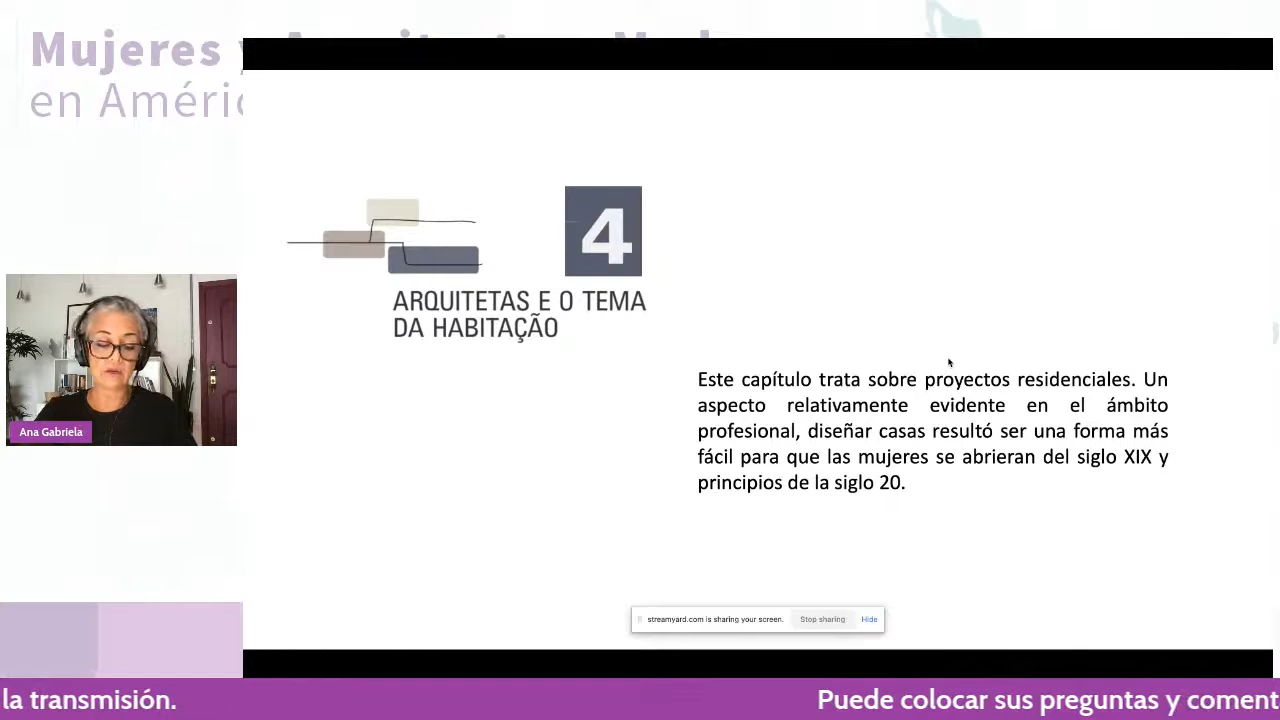 Mujeres
en Améric
4
ARQUITETAS E O TEMA
DA HABITAÇÃO
Este capítulo trata sobre proyectos residenciales. Un
aspecto relativamente evidente en el ámbito
profesional, diseñar casas resultó ser una forma más
fácil para que las mujeres se abrieran del siglo XIX y
principios de la siglo 20.
Ana Gabriela
streamyard.com is sharing your screen.
Stop sharing
Hide
la transmisión.
Puede colocar sus preguntas y coment